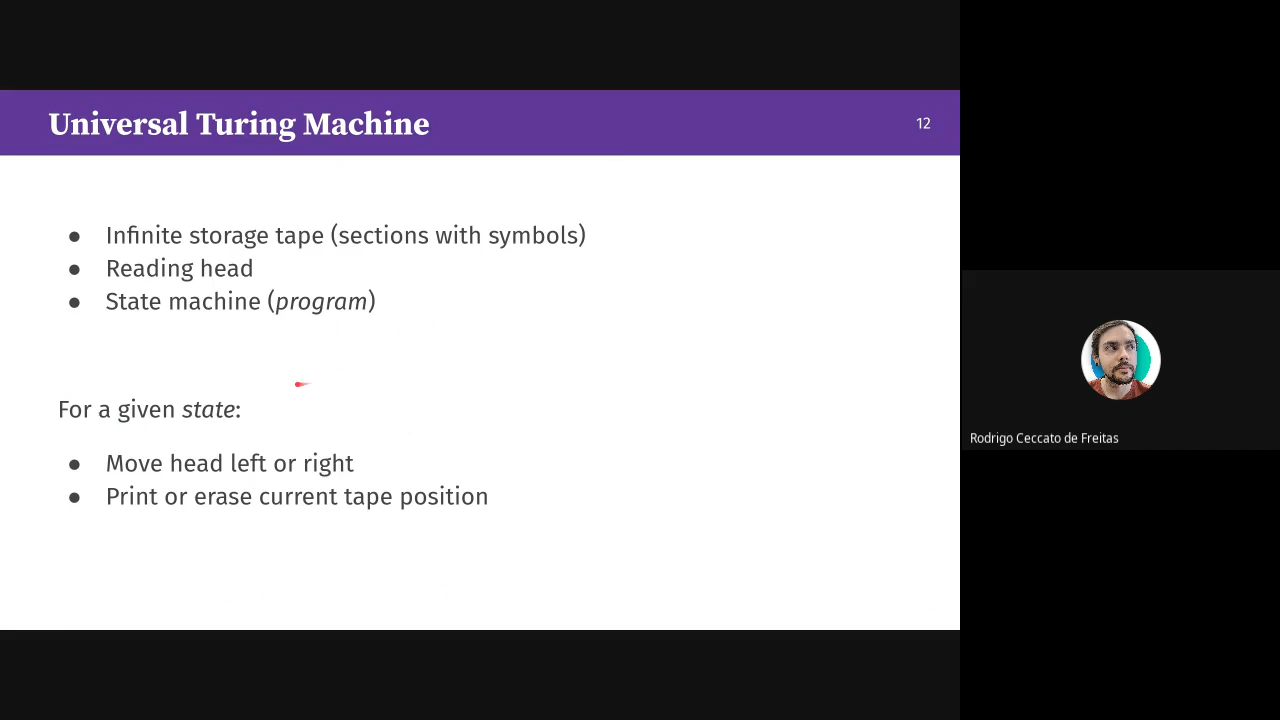 Universal Turing Machine
12
● Infinite storage tape (sections with symbols)
● Reading head
● State machine (program)
For a given state:
● Move head left or right
● Print or erase current tape position
Rodrigo Ceccato de Freitas